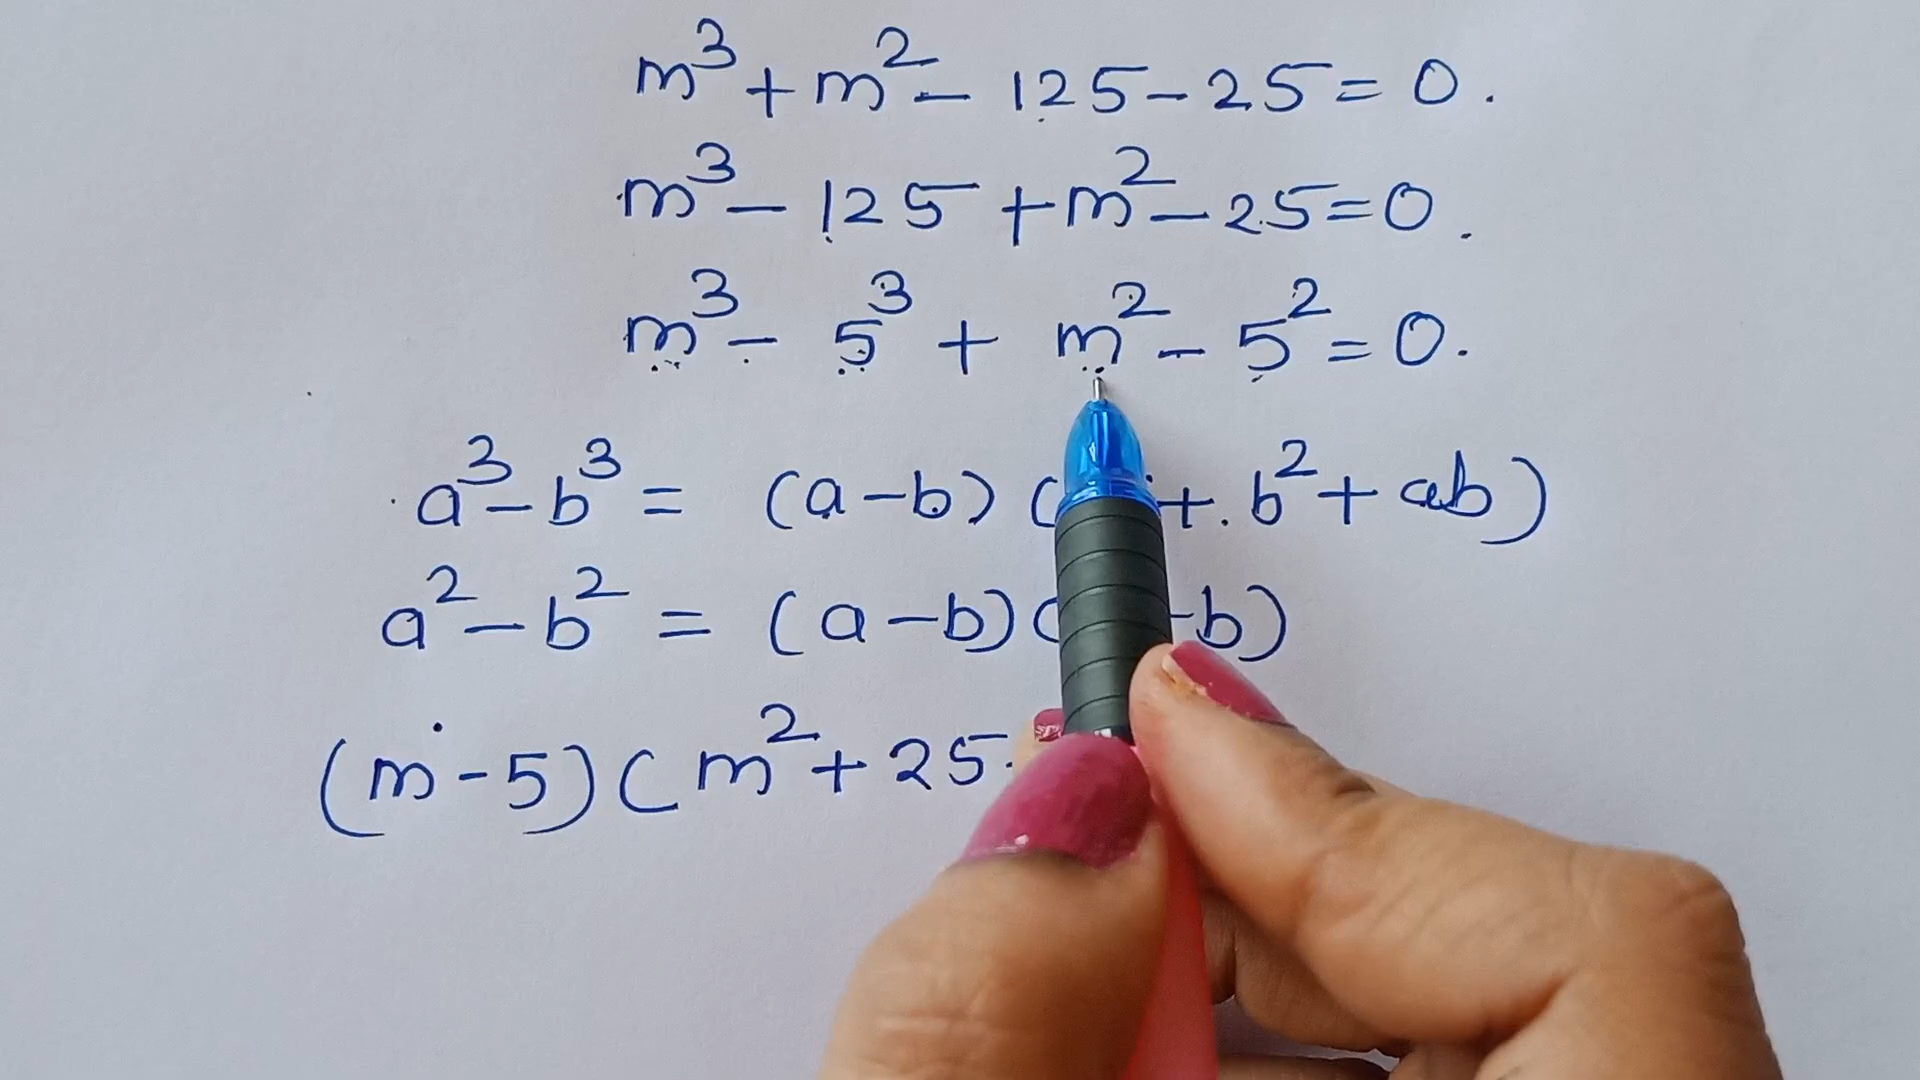 m³ + m² - 125 - 25 = 0.
m³ - 125 + m² - 25 = 0.
m³ - 5³ + m² - 5² = 0.
a³ - b³ = (a - b) ( + b² + ab)
a² - b² = (a - b) ( b)
(m - 5) (m² + 25